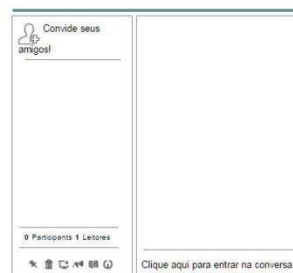 Convide seus
amigos!
0 Participants 1 Leitores
Clique aqui para entrar na conversa